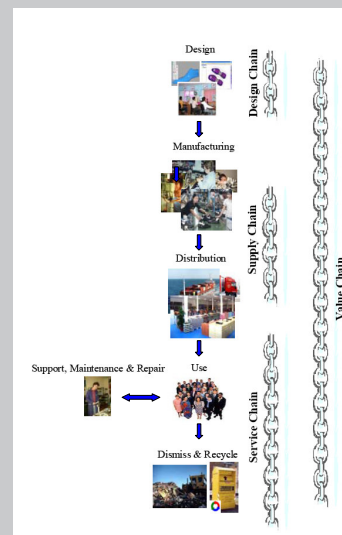 Design
Design Chain
Manufacturing
Supply Chain
Distribution
Value Chain
Support, Maintenance & Repair
Use
Service Chain
Dismiss & Recycle